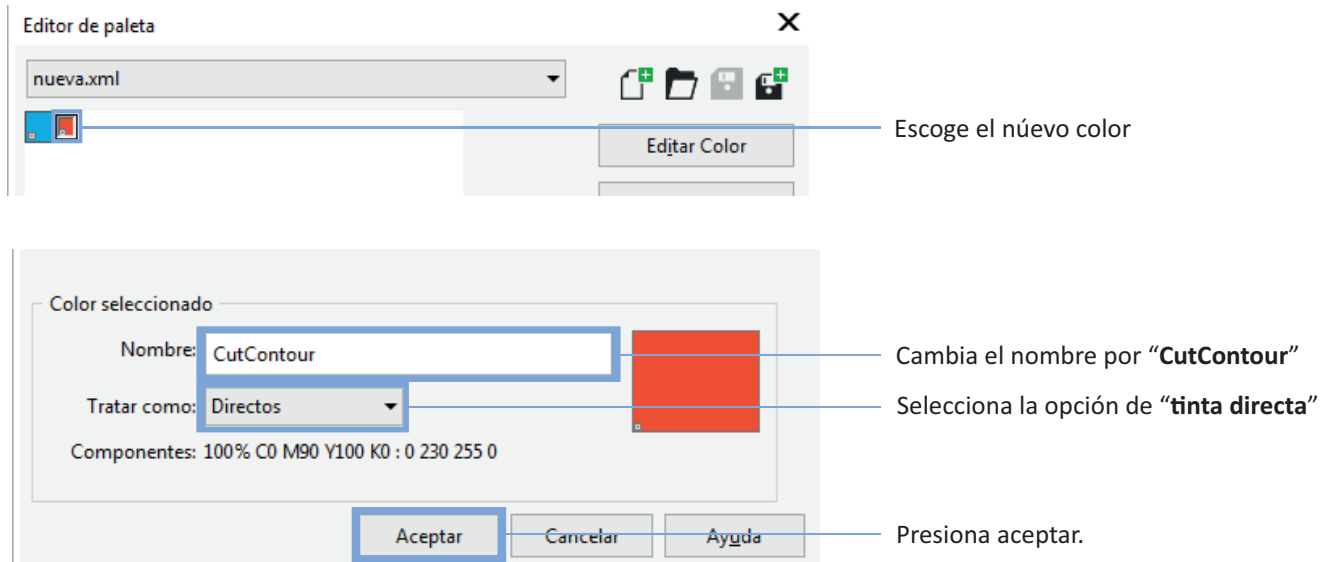 Editor de paleta
nueva.xml
Escoge el núevo color
Editar Color
Color seleccionado
Nombre: CutContour
Cambia el nombre por “CutContour”
Tratar como: Directos
Selecciona la opción de “tinta directa”
Componentes: 100% C0 M90 Y100 K0 : 0 230 255 0
Aceptar Cancelar Ayuda
Presiona aceptar.